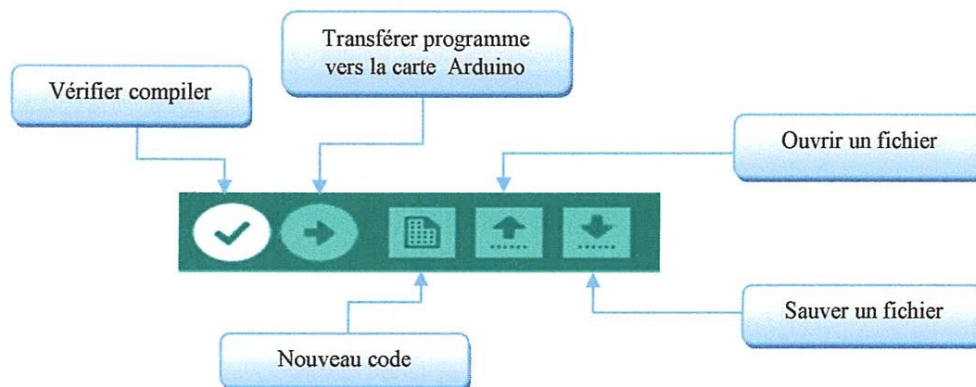 Transférer programme
vers la carte Arduino
Vérifier compiler
Ouvrir un fichier
Sauver un fichier
Nouveau code